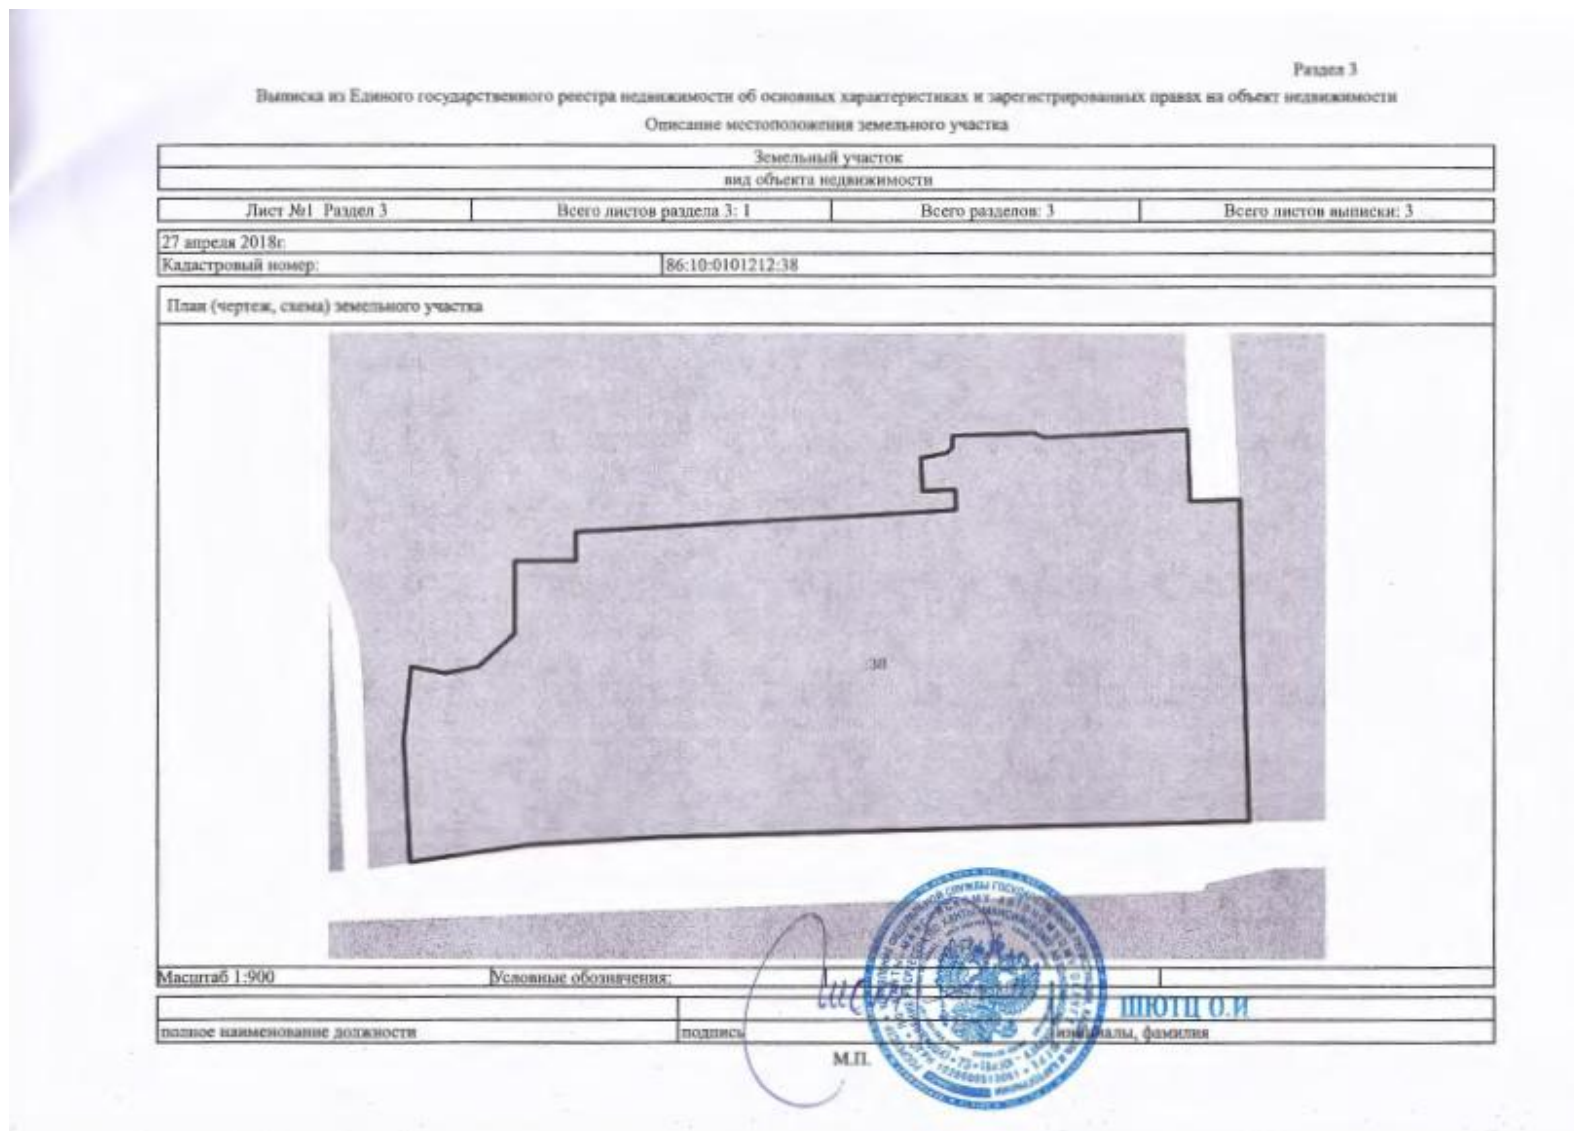 Раздел 3
Выписка из Единого государственного реестра недвижимости об основных характеристиках и зарегистрированных правах на объект недвижимости
Описание местоположения земельного участка
Земельный участок
вид объекта недвижимости
Лист №1 Раздел 3 Всего листов раздела 3: 1 Всего разделов: 3 Всего листов выписки: 3
27 апреля 2018г.
Кадастровый номер: 86:10:0101212:38
План (чертеж, схема) земельного участка
:38
Масштаб 1:900 Условные обозначения:
ШЮТЦ О.И
полное наименование должности подпись инициалы, фамилия
М.П.